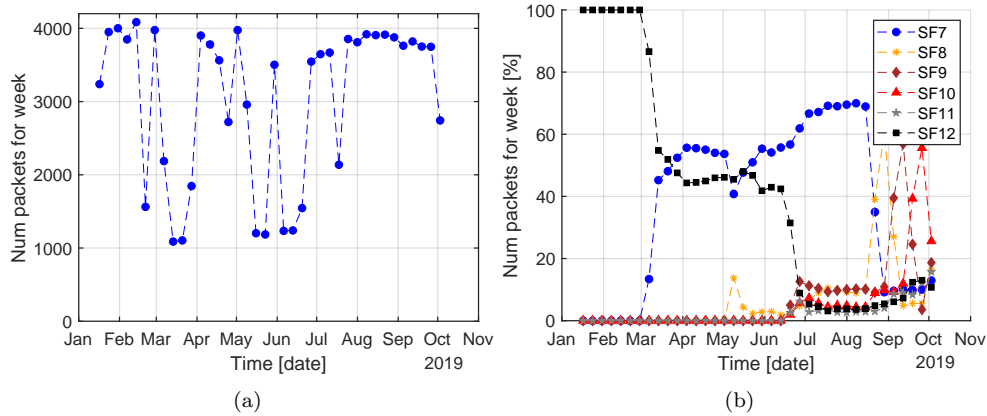 4000
3000
2000
1000
0
Num packets for week
Jan Feb Mar Apr May Jun Jul Aug Sep Oct Nov
Time [date]
2019
(a)
100
80
60
40
20
0
Num packets for week [%]
SF7
SF8
SF9
SF10
SF11
SF12
Jan Feb Mar Apr May Jun Jul Aug Sep Oct Nov
Time [date]
2019
(b)